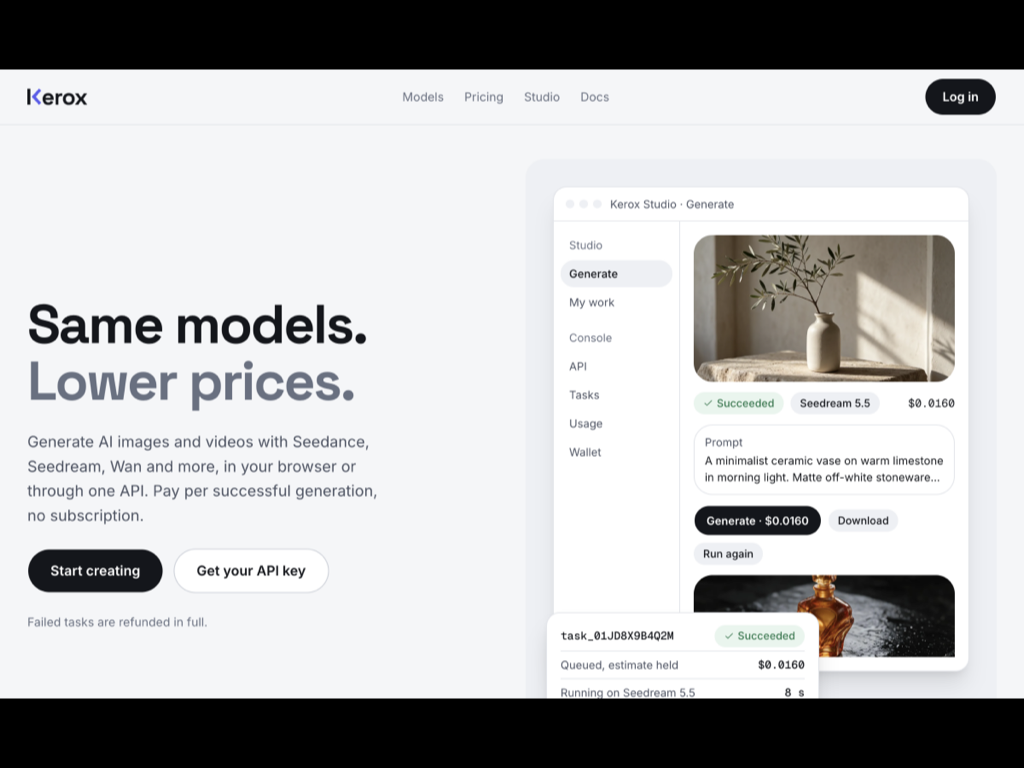 Kerox
Models
Pricing
Studio
Docs
Log in
Same models.
Lower prices.
Generate AI images and videos with Seedance,
Seedream, Wan and more, in your browser or
through one API. Pay per successful generation,
no subscription.
Start creating
Get your API key
Failed tasks are refunded in full.
Kerox Studio · Generate
Studio
Generate
My work
Console
API
Tasks
Usage
Wallet
✓ Succeeded
Seedream 5.5
$0.0160
Prompt
A minimalist ceramic vase on warm limestone
in morning light. Matte off-white stoneware...
Generate · $0.0160
Download
Run again
task_01JD8X9B4Q2M
✓ Succeeded
Queued, estimate held
$0.0160
Running on Seedream 5.5
8 s